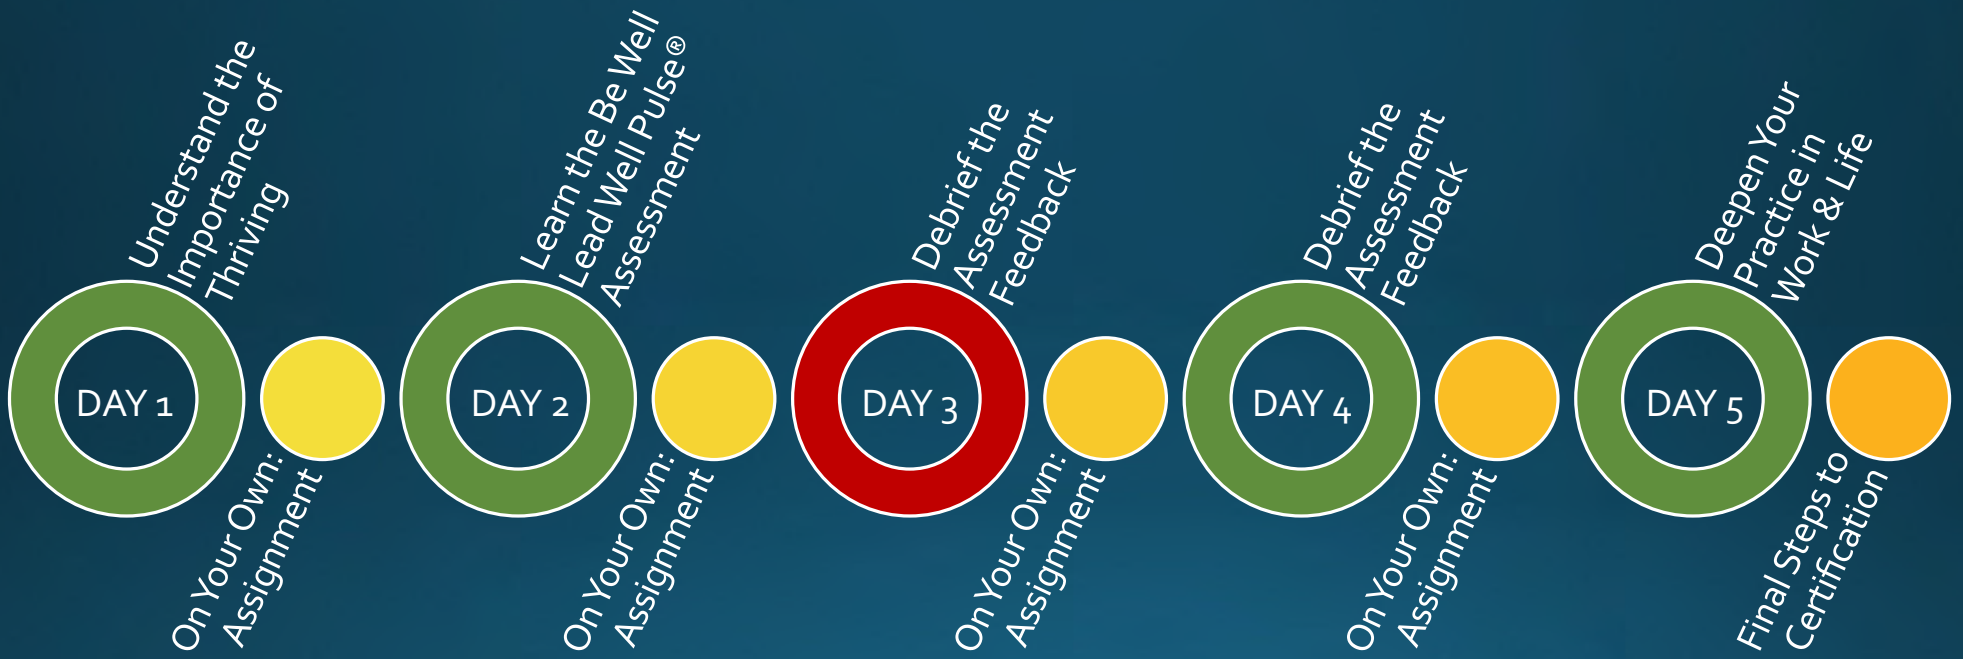 Understand the
Importance of
Thriving
DAY 1
On Your Own:
Assignment
Learn the Be Well
Lead Well Pulse®
Assessment
DAY 2
On Your Own:
Assignment
Debrief the
Assessment
Feedback
DAY 3
On Your Own:
Assignment
Debrief the
Assessment
Feedback
DAY 4
On Your Own:
Assignment
Deepen Your
Practice in
Work & Life
DAY 5
Final Steps to
Certification